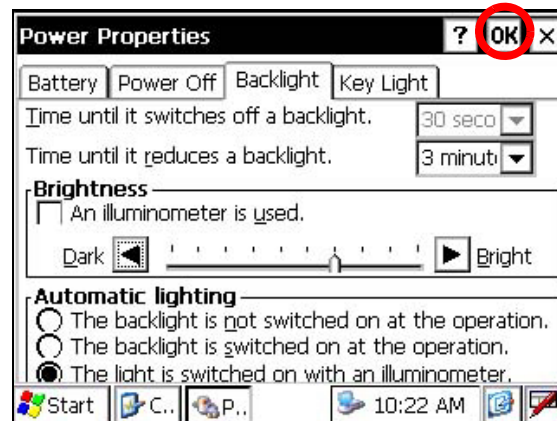 Power Properties ? OK ×
Battery Power Off Backlight Key Light
Time until it switches off a backlight. 30 seco
Time until it reduces a backlight. 3 minut
Brightness
An illuminometer is used.
Dark Bright
Automatic lighting
The backlight is not switched on at the operation.
The backlight is switched on at the operation.
The light is switched on with an illuminometer.
Start C.. P.. 10:22 AM